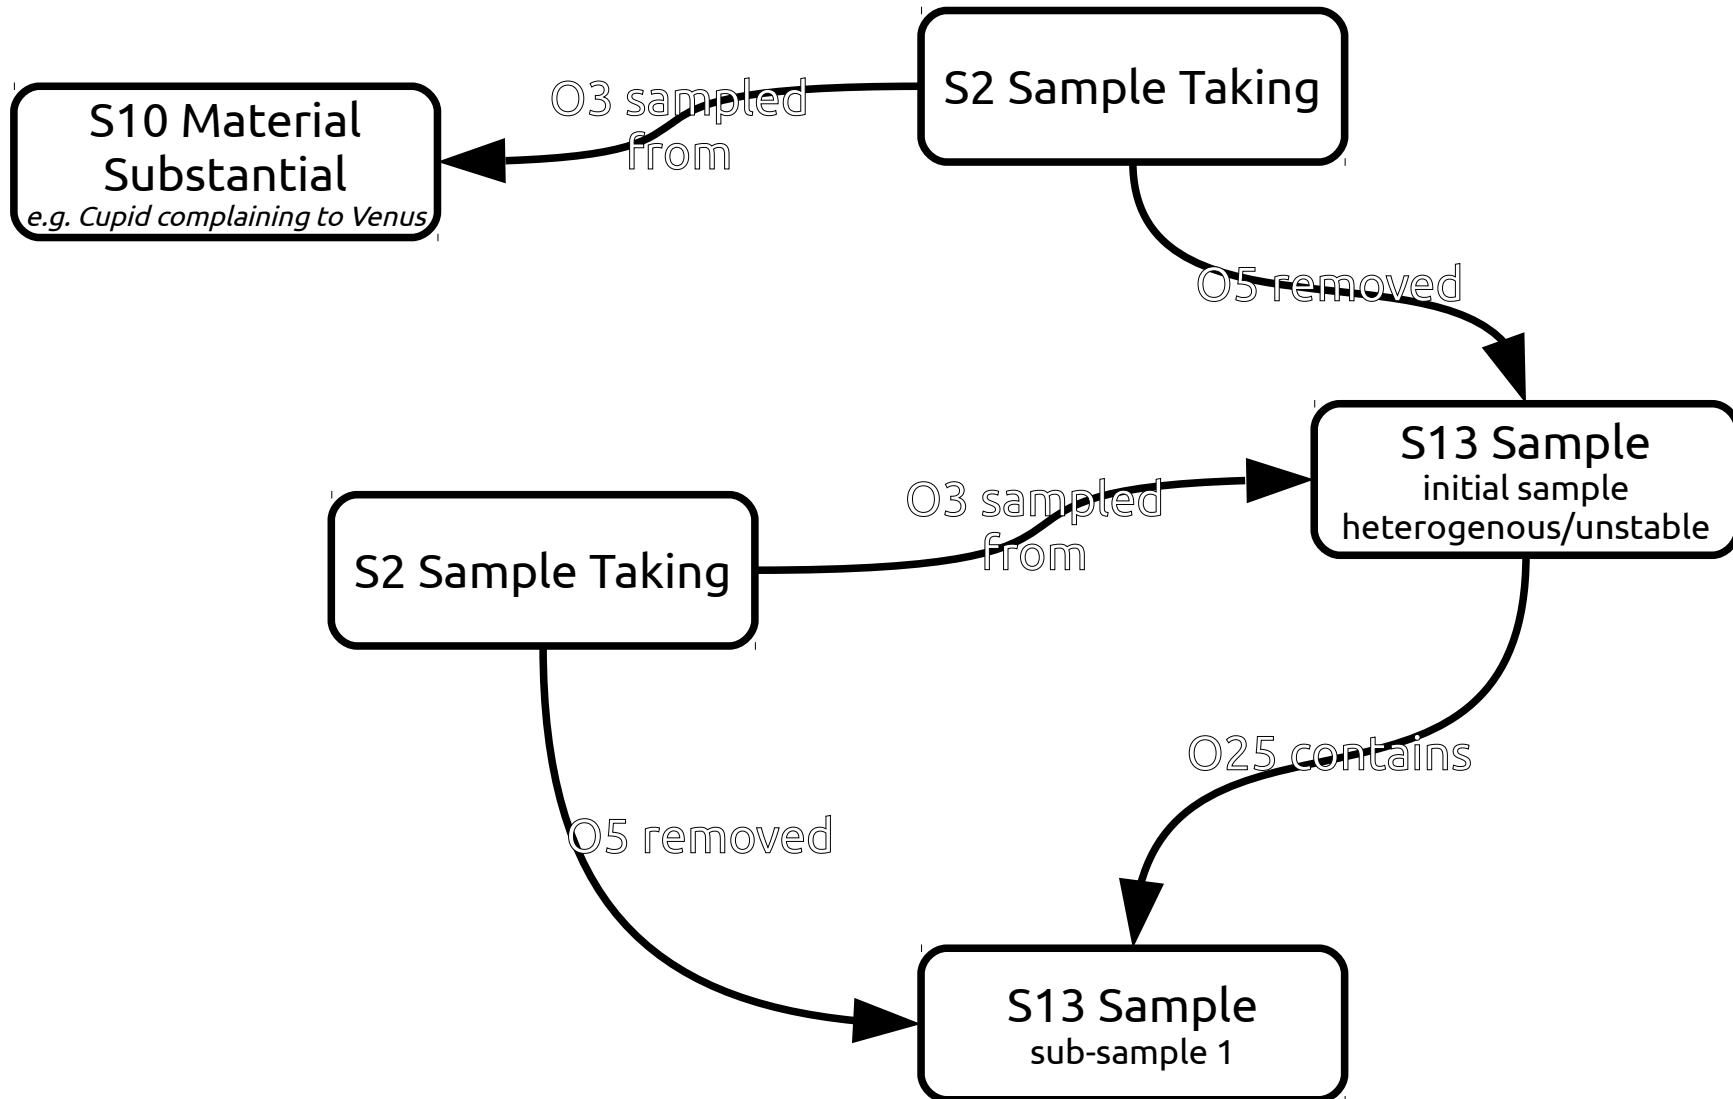 S2 Sample Taking
O3 sampled
from
S10 Material
Substantial
e.g. Cupid complaining to Venus
O5 removed
S13 Sample
initial sample
heterogenous/unstable
O3 sampled
from
S2 Sample Taking
O25 contains
O5 removed
S13 Sample
sub-sample 1